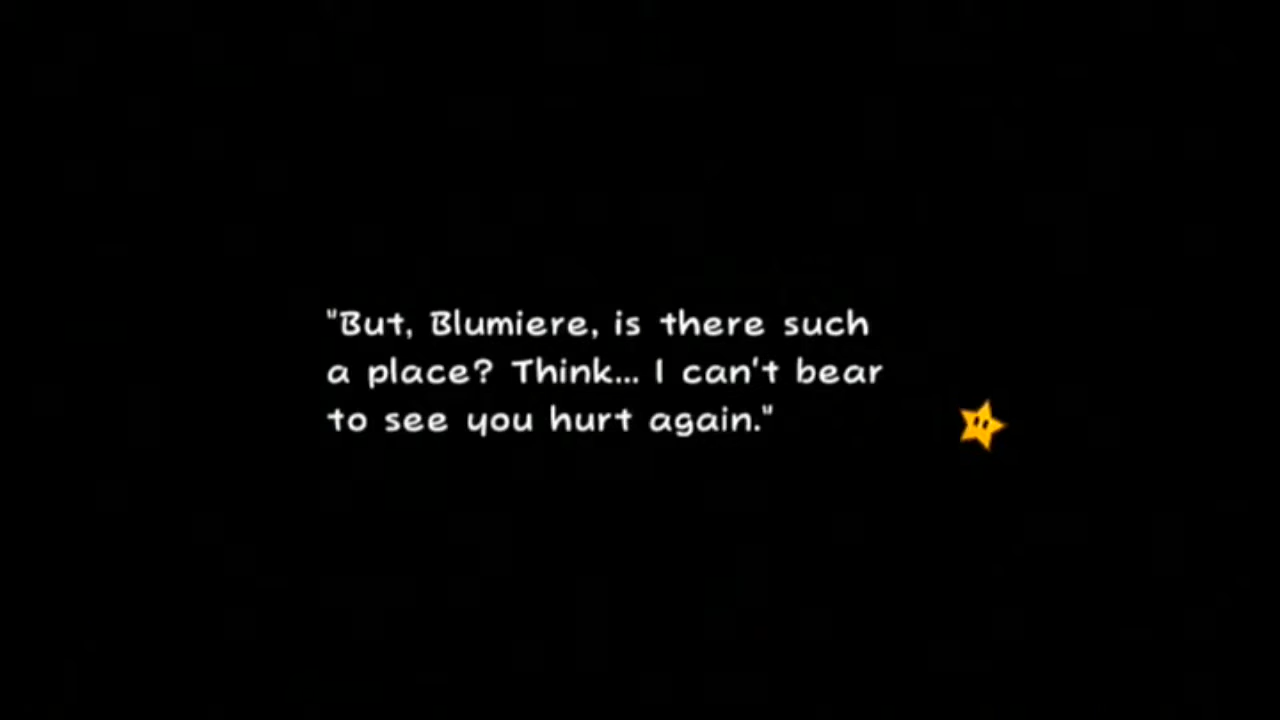 "But, Blumiere, is there such
a place? Think... I can't bear
to see you hurt again."